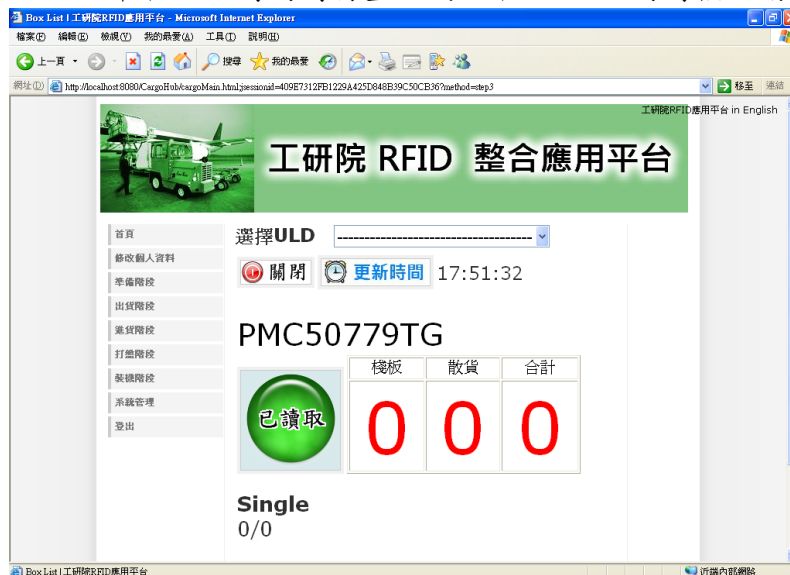 Box List | 工研院RFID應用平台 - Microsoft Internet Explorer
檔案(F) 編輯(E) 檢視(V) 我的最愛(A) 工具(T) 說明(H)
上一頁 搜尋 我的最愛
網址(D) http://localhost:8080/CargoHub/cargoMain.html;jsessionid=409E7312FB1229A425D848B39C50CB36?method=step3 移至 連結
工研院RFID應用平台 in English
工研院 RFID 整合應用平台
首頁
修改個人資料
準備階段
出貨階段
進貨階段
打盤階段
裝機階段
系統管理
登出
選擇ULD
關閉 更新時間 17:51:32
PMC50779TG
棧板 散貨 合計
已讀取 0 0 0
Single
0/0
Box List | 工研院RFID應用平台 近端內部網路